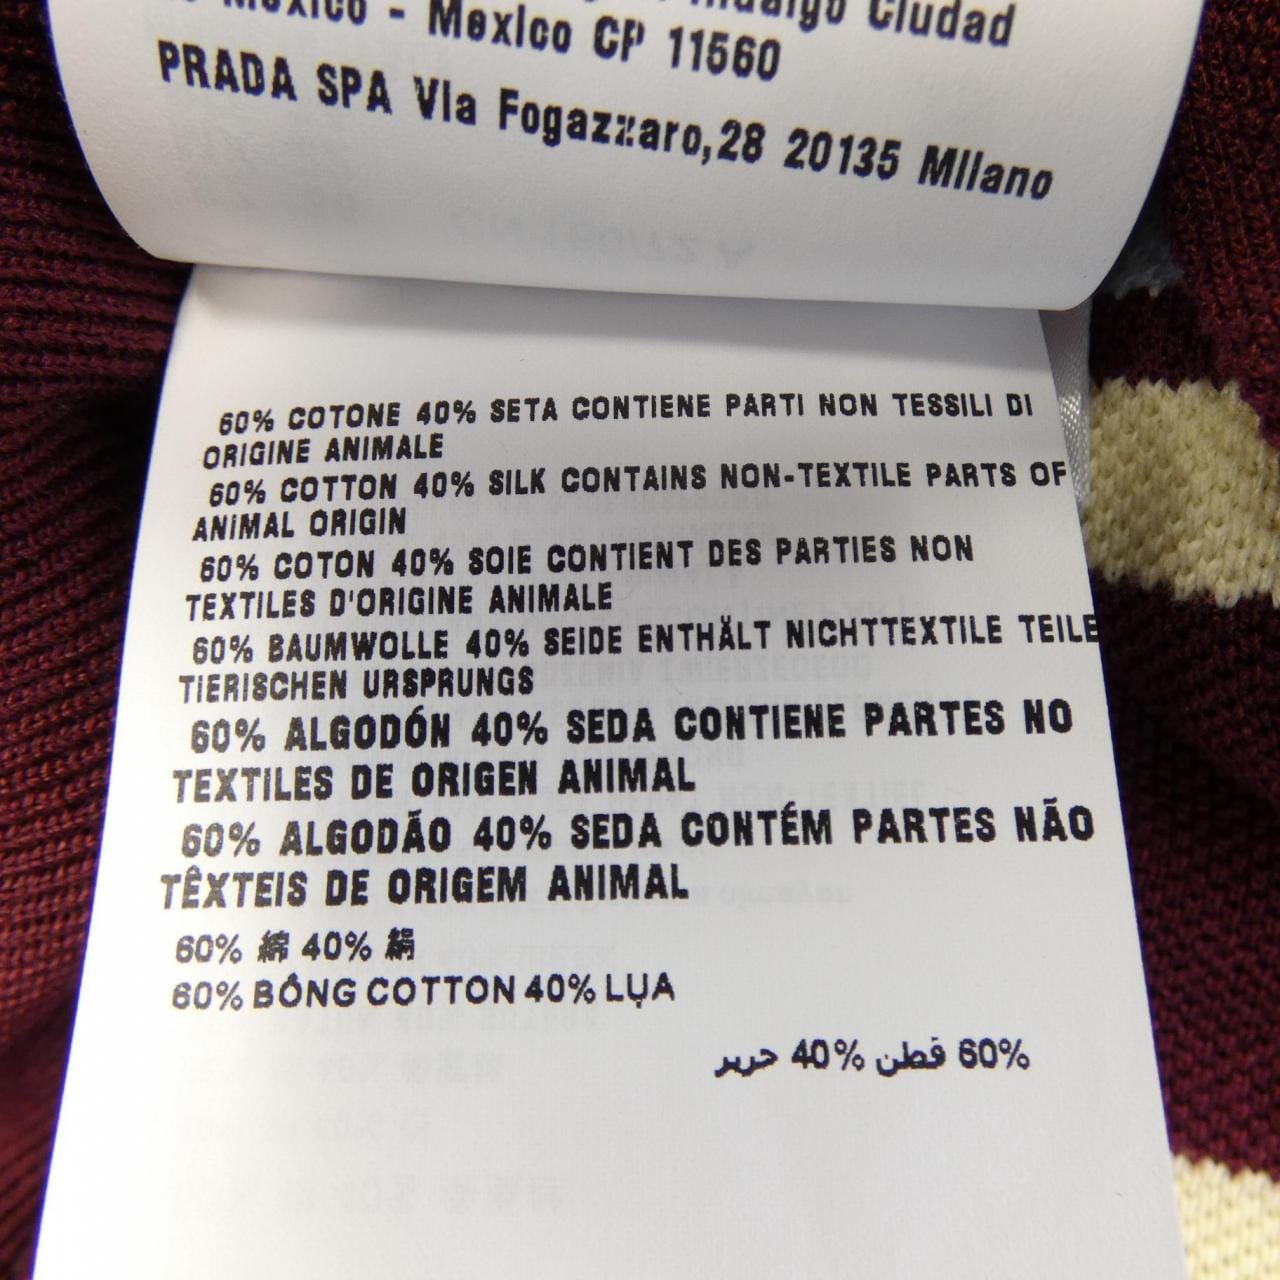 Mexico - Mexico CP 11560
Hidalgo Ciudad
PRADA SPA Via Fogazzaro,28 20135 Milano
60% COTONE 40% SETA CONTIENE PARTI NON TESSILI DI
ORIGINE ANIMALE
60% COTTON 40% SILK CONTAINS NON-TEXTILE PARTS OF
ANIMAL ORIGIN
60% COTON 40% SOIE CONTIENT DES PARTIES NON
TEXTILES D'ORIGINE ANIMALE
60% BAUMWOLLE 40% SEIDE ENTHÄLT NICHTTEXTILE TEILE
TIERISCHEN URSPRUNGS
60% ALGODÓN 40% SEDA CONTIENE PARTES NO
TEXTILES DE ORIGEN ANIMAL
60% ALGODÃO 40% SEDA CONTÉM PARTES NÃO
TÊXTEIS DE ORIGEM ANIMAL
60% 綿 40% 絹
60% BÔNG COTTON 40% LỤA
60% قطن 40% حرير